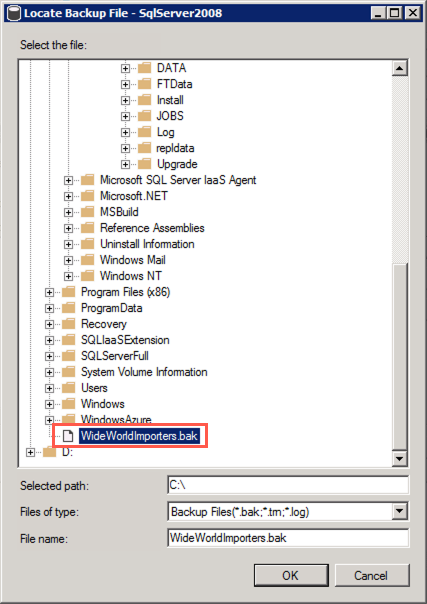 Locate Backup File - SqlServer2008
Select the file:
DATA
FTData
Install
JOBS
Log
repldata
Upgrade
Microsoft SQL Server IaaS Agent
Microsoft.NET
MSBuild
Reference Assemblies
Uninstall Information
Windows Mail
Windows NT
Program Files (x86)
ProgramData
Recovery
SQLIaaSExtension
SQLServerFull
System Volume Information
Users
Windows
WindowsAzure
WideWorldImporters.bak
D:
Selected path: C:\
Files of type: Backup Files(*.bak;*.trn;*.log)
File name: WideWorldImporters.bak
OK Cancel